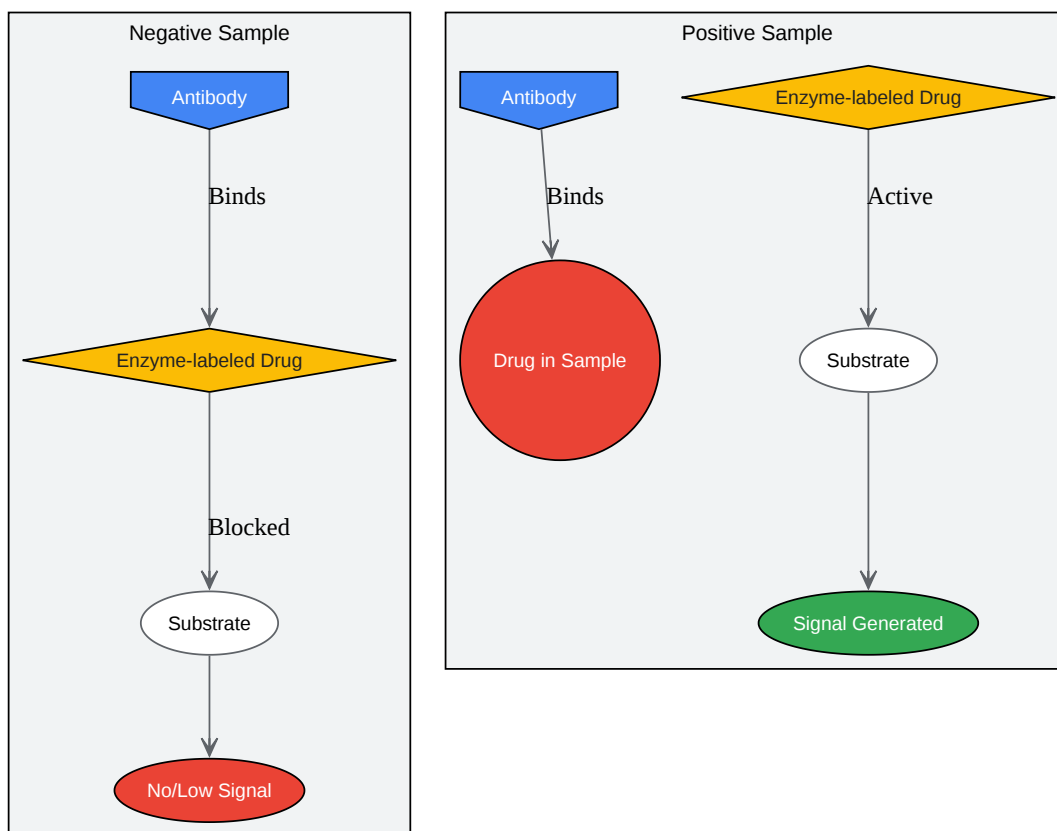 Negative Sample
Antibody
Binds
Enzyme-labeled Drug
Blocked
Substrate
No/Low Signal
Positive Sample
Antibody
Binds
Drug in Sample
Enzyme-labeled Drug
Active
Substrate
Signal Generated